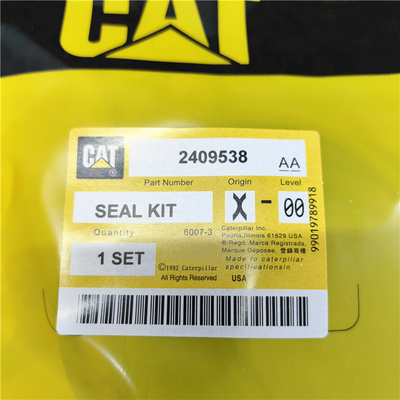 CAT
CAT
2409538
AA
Part Number
Origin
Level
SEAL KIT
X - 00
Quantity
6007-3
1 SET
Caterpillar Inc.
Peoria,Illinois 61629 USA
® Rego.,Marca Registrada,
Marque Deposee, 登録商標
Made to caterpillar
specificationsin
©1992 Caterpillar
All Rights Reserved
USA
99019789918